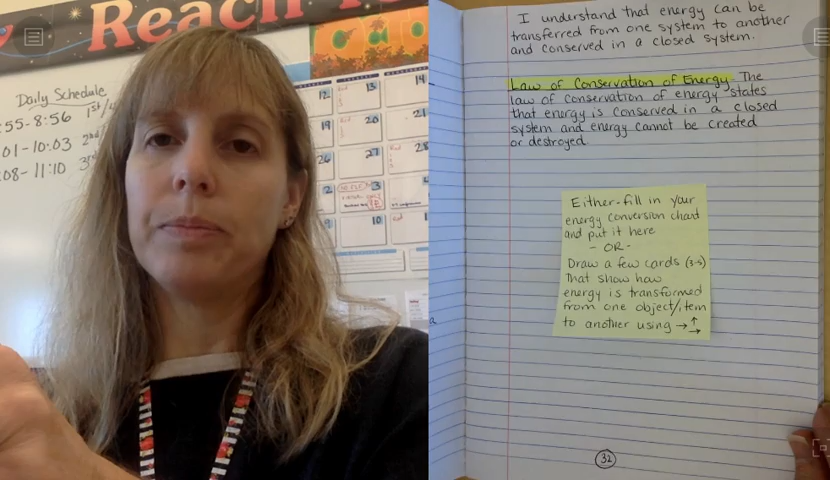 Reach
Daily Schedule
:55-8:56 1st/
01-10:03 2nd
08-11:10 3rd
12 13 14
19 20 21
26 27 28
2 3
9 10
I understand that energy can be
transferred from one system to another
and conserved in a closed system.
Law of Conservation of Energy- The
law of conservation of energy states
that energy is conserved in a closed
system and energy cannot be created
or destroyed.
Either-fill in your
energy conversion chart
and put it here
- OR -
Draw a few cards (3-5)
That show how
energy is transformed
from one object/item
to another using → ↑ →
32